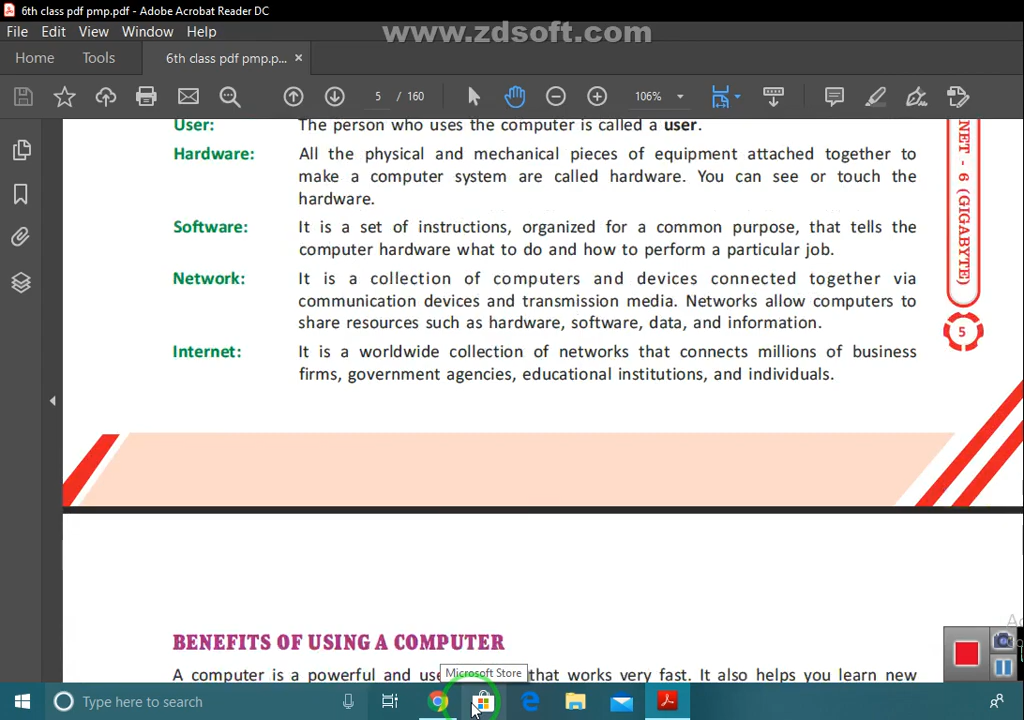 6th class pdf pmp.pdf - Adobe Acrobat Reader DC
www.zdsoft.com
File Edit View Window Help
Home Tools 6th class pdf pmp.p... ×
5 / 160 106%
User: The person who uses the computer is called a user.
Hardware: All the physical and mechanical pieces of equipment attached together to
make a computer system are called hardware. You can see or touch the
hardware.
Software: It is a set of instructions, organized for a common purpose, that tells the
computer hardware what to do and how to perform a particular job.
Network: It is a collection of computers and devices connected together via
communication devices and transmission media. Networks allow computers to
share resources such as hardware, software, data, and information.
Internet: It is a worldwide collection of networks that connects millions of business
firms, government agencies, educational institutions, and individuals.
NET - 6 (GIGABYTE)
5
BENEFITS OF USING A COMPUTER
A computer is a powerful and use
that works very fast. It also helps you learn new
Microsoft Store
Type here to search